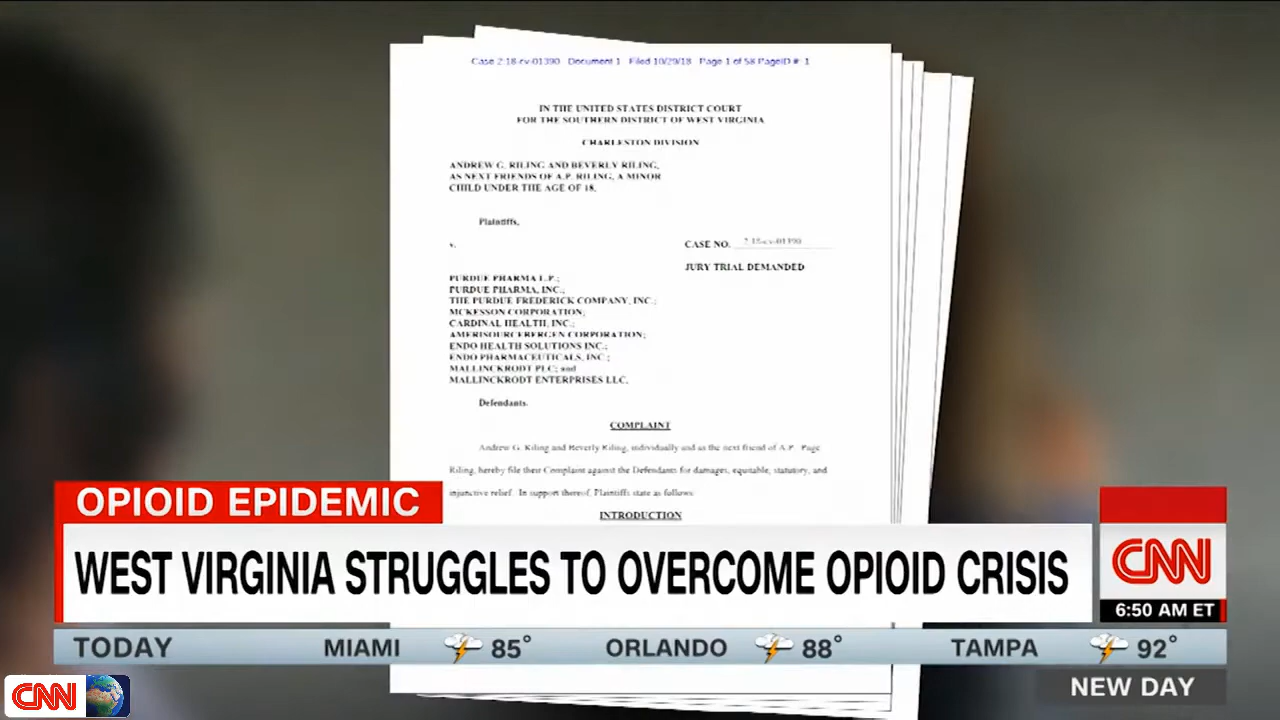 Case 2:18-cv-01390 Document 1 Filed 10/29/18 Page 1 of 58 PageID #: 1
IN THE UNITED STATES DISTRICT COURT
FOR THE SOUTHERN DISTRICT OF WEST VIRGINIA
CHARLESTON DIVISION
ANDREW G. RILING AND BEVERLY RILING,
AS NEXT FRIENDS OF A.P. RILING, A MINOR
CHILD UNDER THE AGE OF 18,
Plaintiffs,
v.
CASE NO. 2:18-cv-01390
JURY TRIAL DEMANDED
PURDUE PHARMA L.P.;
PURDUE PHARMA, INC.;
THE PURDUE FREDERICK COMPANY, INC.;
MCKESSON CORPORATION;
CARDINAL HEALTH, INC.;
AMERISOURCEBERGEN CORPORATION;
ENDO HEALTH SOLUTIONS INC.;
ENDO PHARMACEUTICALS, INC.;
MALLINCKRODT PLC; and
MALLINCKRODT ENTERPRISES LLC,
Defendants.
COMPLAINT
Andrew G. Riling and Beverly Riling, individually and as the next friend of A.P. Page
Riling, hereby file their Complaint against the Defendants for damages, equitable, statutory, and
injunctive relief. In support thereof, Plaintiffs state as follows
INTRODUCTION
OPIOID EPIDEMIC
WEST VIRGINIA STRUGGLES TO OVERCOME OPIOID CRISIS
CNN
6:50 AM ET
TODAY MIAMI 85° ORLANDO 88° TAMPA 92°
NEW DAY
CNN